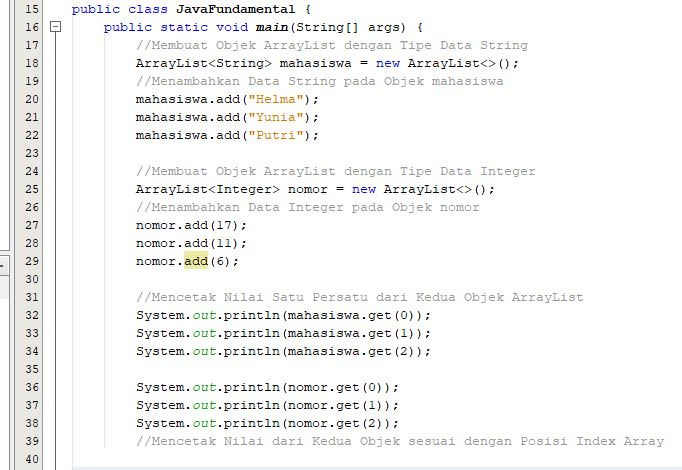 15 public class JavaFundamental {
16 public static void main(String[] args) {
17 //Membuat Objek ArrayList dengan Tipe Data String
18 ArrayList<String> mahasiswa = new ArrayList<>();
19 //Menambahkan Data String pada Objek mahasiswa
20 mahasiswa.add("Helma");
21 mahasiswa.add("Yunia");
22 mahasiswa.add("Putri");
23
24 //Membuat Objek ArrayList dengan Tipe Data Integer
25 ArrayList<Integer> nomor = new ArrayList<>();
26 //Menambahkan Data Integer pada Objek nomor
27 nomor.add(17);
28 nomor.add(11);
29 nomor.add(6);
30
31 //Mencetak Nilai Satu Persatu dari Kedua Objek ArrayList
32 System.out.println(mahasiswa.get(0));
33 System.out.println(mahasiswa.get(1));
34 System.out.println(mahasiswa.get(2));
35
36 System.out.println(nomor.get(0));
37 System.out.println(nomor.get(1));
38 System.out.println(nomor.get(2));
39 //Mencetak Nilai dari Kedua Objek sesuai dengan Posisi Index Array
40